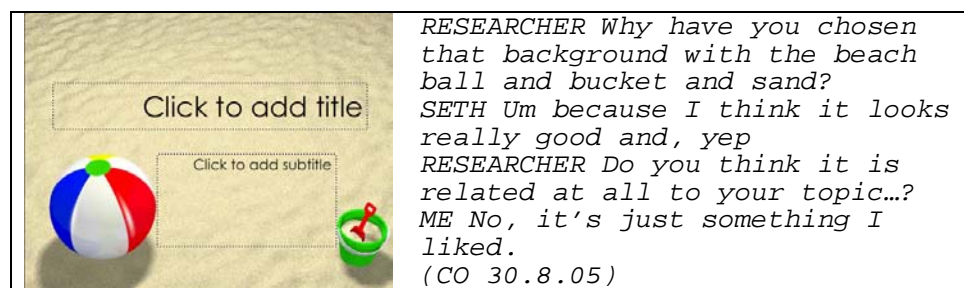 Click to add title
Click to add subtitle
RESEARCHER Why have you chosen
that background with the beach
ball and bucket and sand?
SETH Um because I think it looks
really good and, yep
RESEARCHER Do you think it is
related at all to your topic…?
ME No, it’s just something I
liked.
(CO 30.8.05)